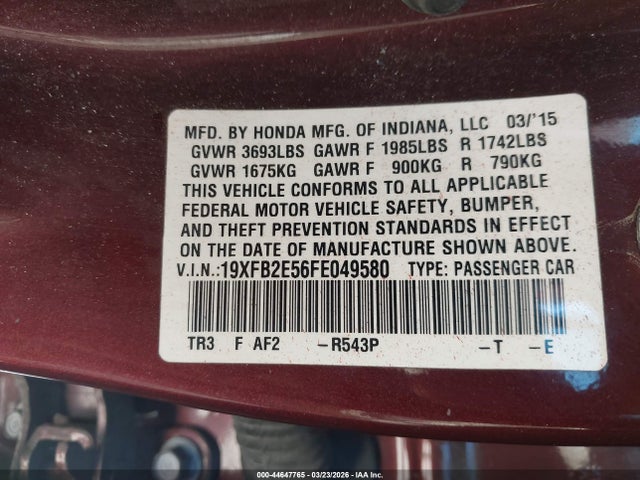 MFD. BY HONDA MFG. OF INDIANA, LLC 03/'15
GVWR 3693LBS GAWR F 1985LBS R 1742LBS
GVWR 1675KG GAWR F 900KG R 790KG
THIS VEHICLE CONFORMS TO ALL APPLICABLE
FEDERAL MOTOR VEHICLE SAFETY, BUMPER,
AND THEFT PREVENTION STANDARDS IN EFFECT
ON THE DATE OF MANUFACTURE SHOWN ABOVE.
V.I.N.:19XFB2E56FE049580 TYPE: PASSENGER CAR
TR3 F AF2 -R543P -T -E
000-44647765 | 03/23/2026 - IAA Inc.